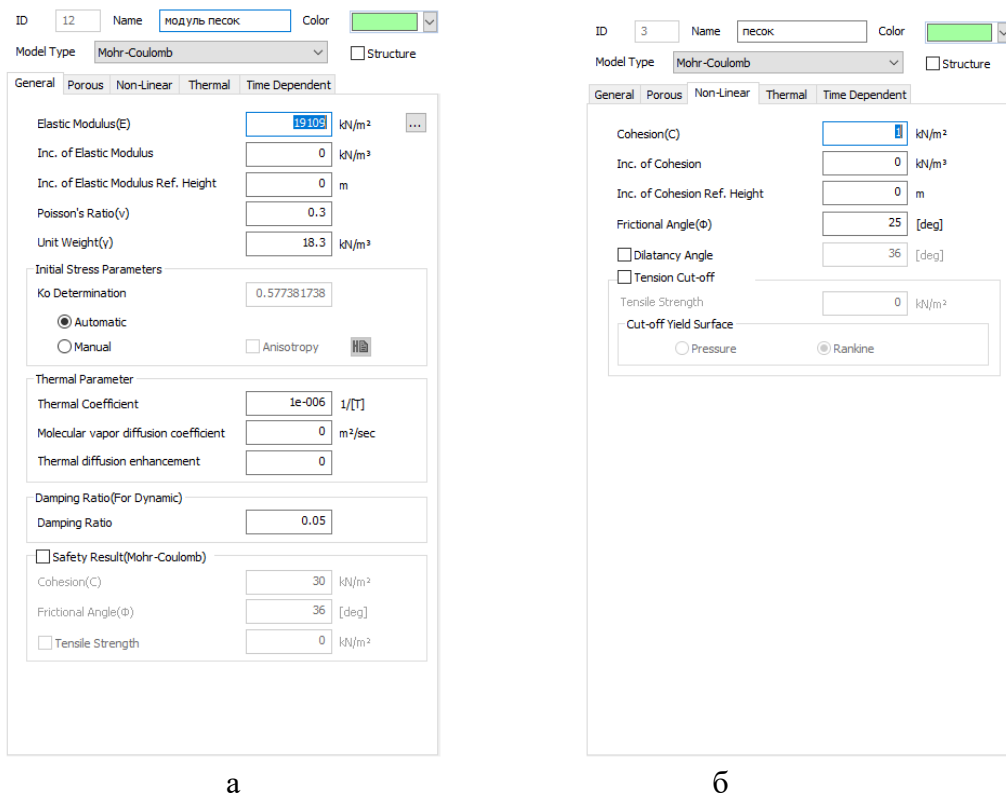 ID 12 Name модуль песок Color
Model Type Mohr-Coulomb Structure
General Porous Non-Linear Thermal Time Dependent
Elastic Modulus(E) 19109 kN/m² ...
Inc. of Elastic Modulus 0 kN/m³
Inc. of Elastic Modulus Ref. Height 0 m
Poisson's Ratio(ν) 0.3
Unit Weight(γ) 18.3 kN/m³
Initial Stress Parameters
Ko Determination 0.577381738
Automatic
Manual Anisotropy
Thermal Parameter
Thermal Coefficient 1e-006 1/[T]
Molecular vapor diffusion coefficient 0 m²/sec
Thermal diffusion enhancement 0
Damping Ratio(For Dynamic)
Damping Ratio 0.05
Safety Result(Mohr-Coulomb)
Cohesion(C) 30 kN/m²
Frictional Angle(Φ) 36 [deg]
Tensile Strength 0 kN/m²
а
ID 3 Name песок Color
Model Type Mohr-Coulomb Structure
General Porous Non-Linear Thermal Time Dependent
Cohesion(C) 1 kN/m²
Inc. of Cohesion 0 kN/m³
Inc. of Cohesion Ref. Height 0 m
Frictional Angle(Φ) 25 [deg]
Dilatancy Angle 36 [deg]
Tension Cut-off
Tensile Strength 0 kN/m²
Cut-off Yield Surface
Pressure Rankine
б